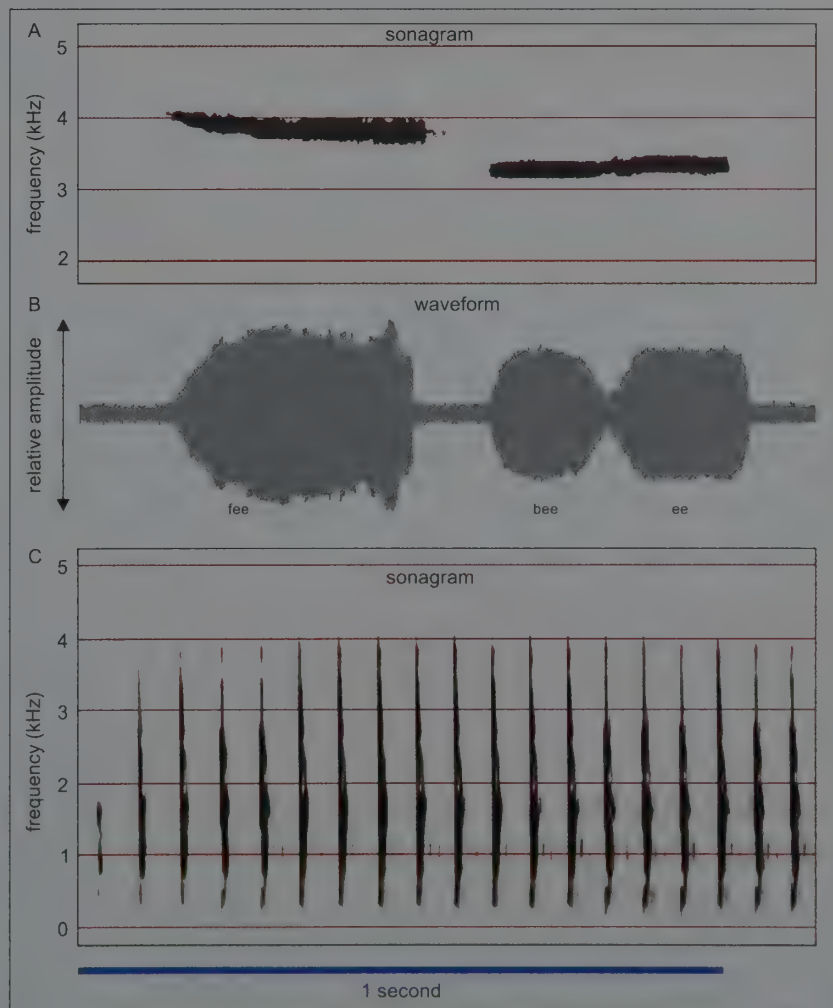 A
sonagram
5
4
3
2
frequency (kHz)
B
waveform
relative amplitude
fee
bee
ee
C
sonagram
5
4
3
2
1
0
frequency (kHz)
1 second